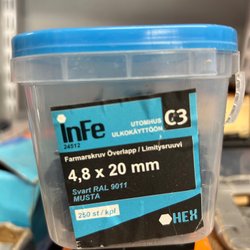 InFe
24512
UTOMHUS
ULKOKÄYTTÖÖN
C3
Farmarskruv Överlapp / Limitysruuvi
4,8 x 20 mm
Svart RAL 9011
MUSTA
250 st / kpl
HEX